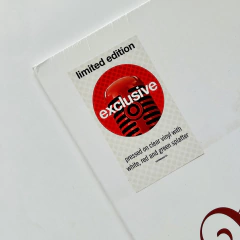 limited edition
exclusive
pressed on clear vinyl with
white, red and green splatter